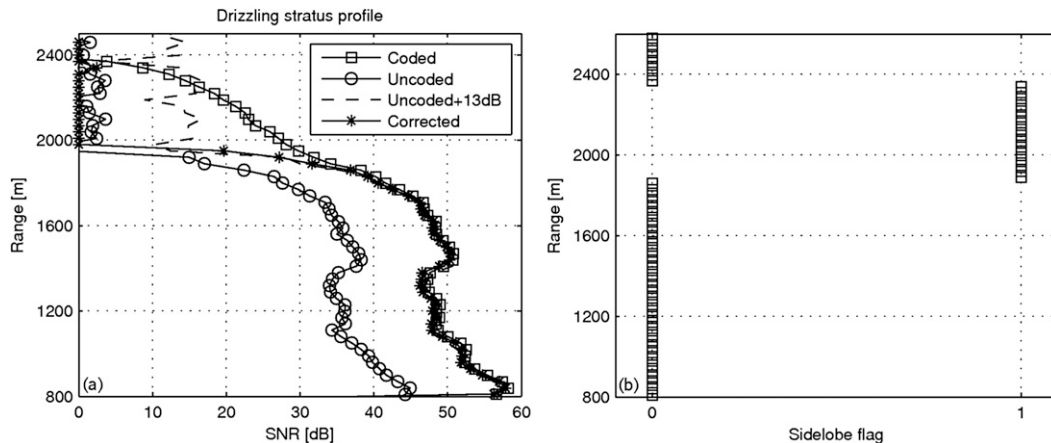 Drizzling stratus profile
2400
2000
1600
1200
800
Range [m]
Coded
Uncoded
Uncoded+13dB
Corrected
(a)
0
10
20
30
40
50
60
SNR [dB]
2400
2000
1600
1200
800
Range [m]
(b)
0
1
Sidelobe flag